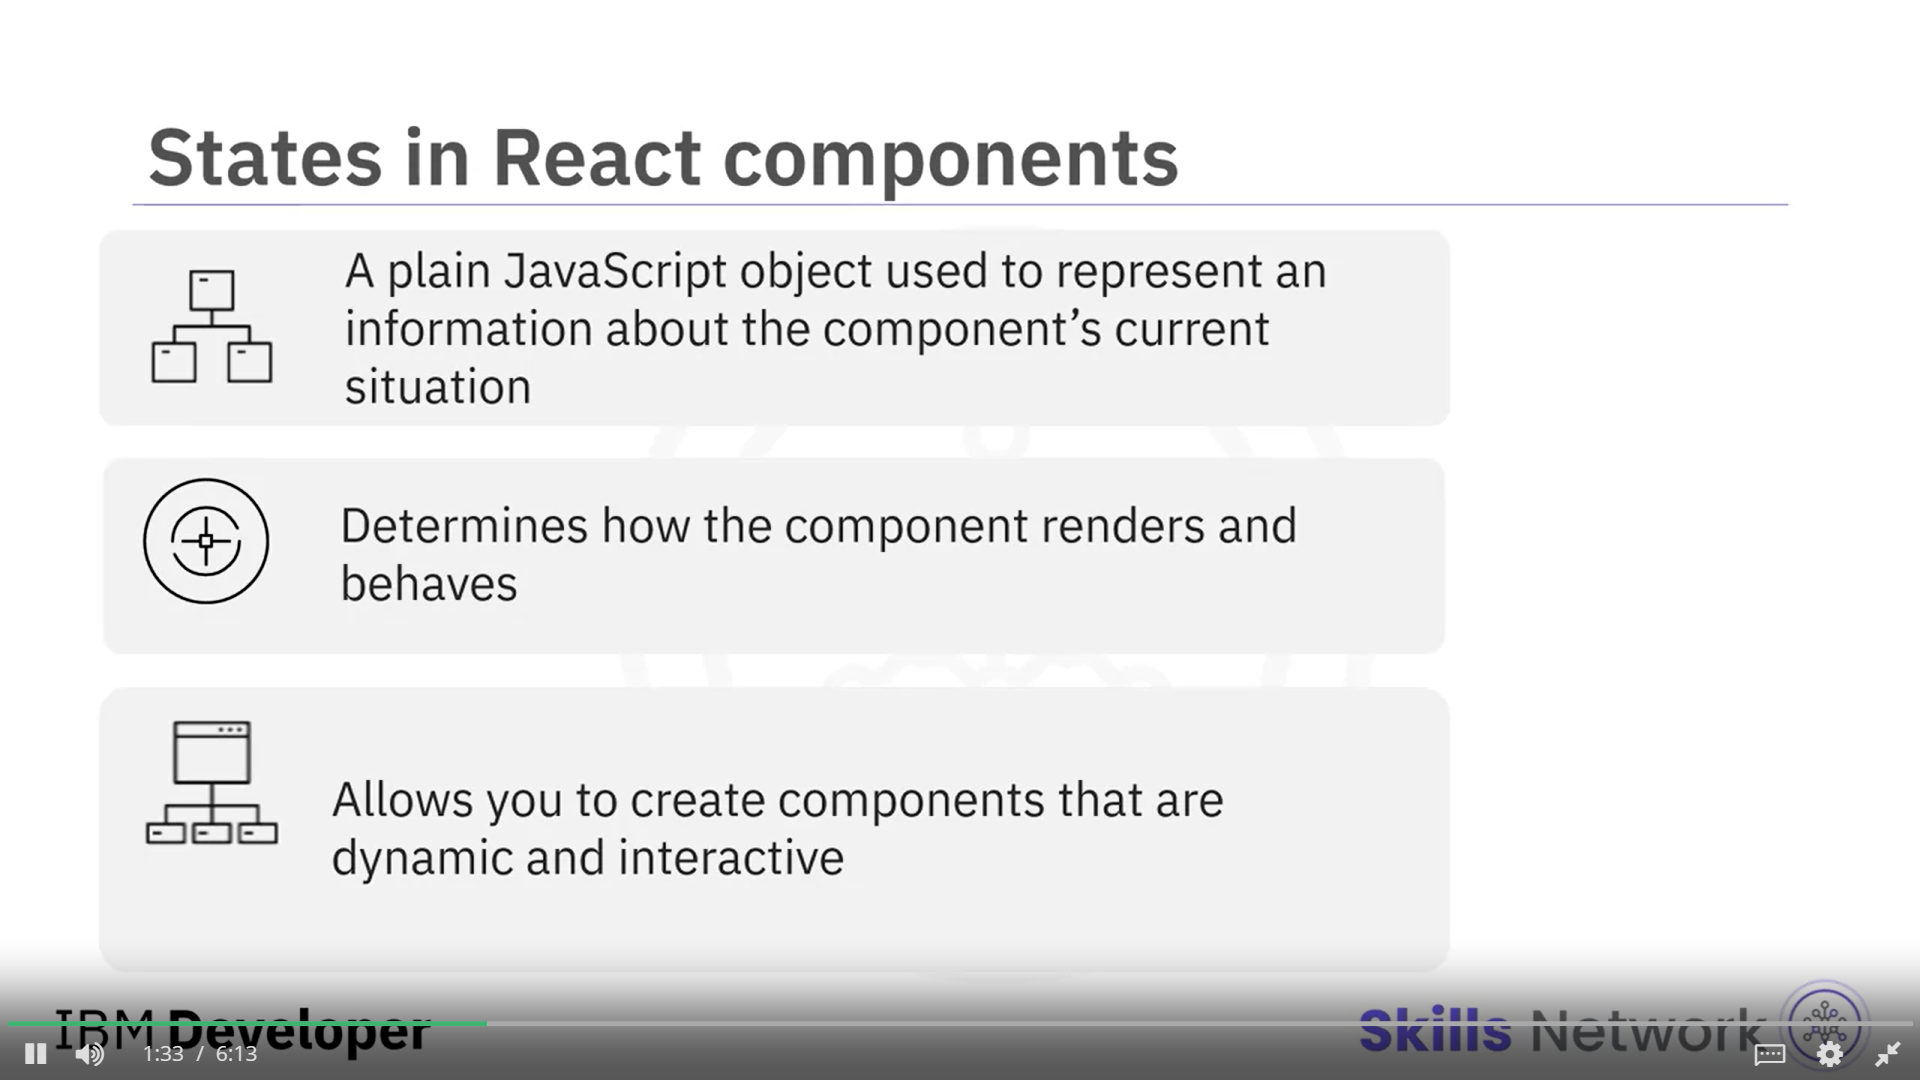 States in React components
A plain JavaScript object used to represent an
information about the component’s current
situation
Determines how the component renders and
behaves
Allows you to create components that are
dynamic and interactive
IBM Developer
Skills Network
1:33 / 6:13